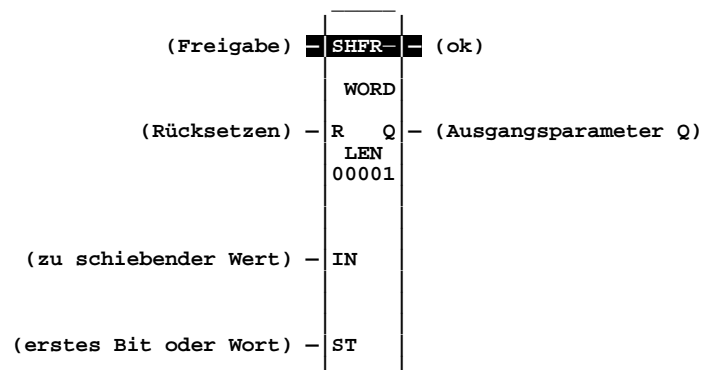 (Freigabe) SHFR (ok)
WORD
(Rücksetzen) R Q (Ausgangsparameter Q)
LEN
00001
(zu schiebender Wert) IN
(erstes Bit oder Wort) ST